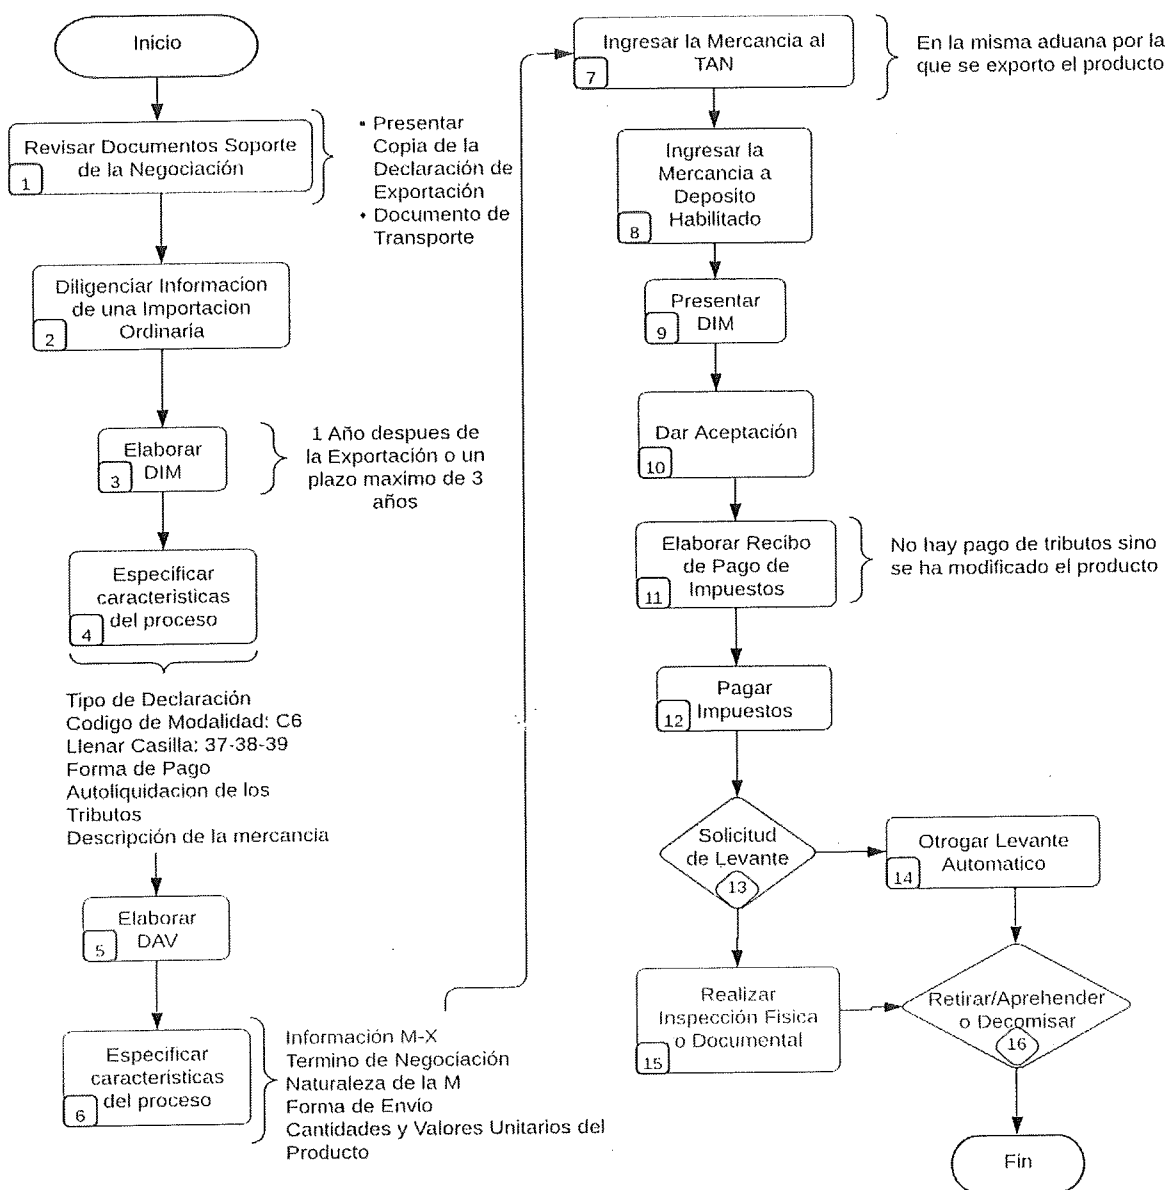 Inicio
Revisar Documentos Soporte
de la Negociación
1
• Presentar
Copia de la
Declaración de
Exportación
• Documento de
Transporte
Diligenciar Informacion
de una Importacion
Ordinaria
2
Elaborar
DIM
3
1 Año despues de
la Exportación o un
plazo maximo de 3
años
Especificar
caracteristicas
del proceso
4
Tipo de Declaración
Codigo de Modalidad: C6
Llenar Casilla: 37-38-39
Forma de Pago
Autoliquidacion de los
Tributos
Descripción de la mercancia
Elaborar
DAV
5
Especificar
caracteristicas
del proceso
6
Información M-X
Termino de Negociación
Naturaleza de la M
Forma de Envio
Cantidades y Valores Unitarios del
Producto
Ingresar la Mercancia al
TAN
7
En la misma aduana por la
que se exporto el producto
Ingresar la
Mercancia a
Deposito
Habilitado
8
Presentar
DIM
9
Dar Aceptación
10
Elaborar Recibo
de Pago de
Impuestos
11
No hay pago de tributos sino
se ha modificado el producto
Pagar
Impuestos
12
Solicitud
de Levante
13
Otrogar Levante
Automatico
14
Realizar
Inspección Fisica
o Documental
15
Retirar/Aprehender
o Decomisar
16
Fin